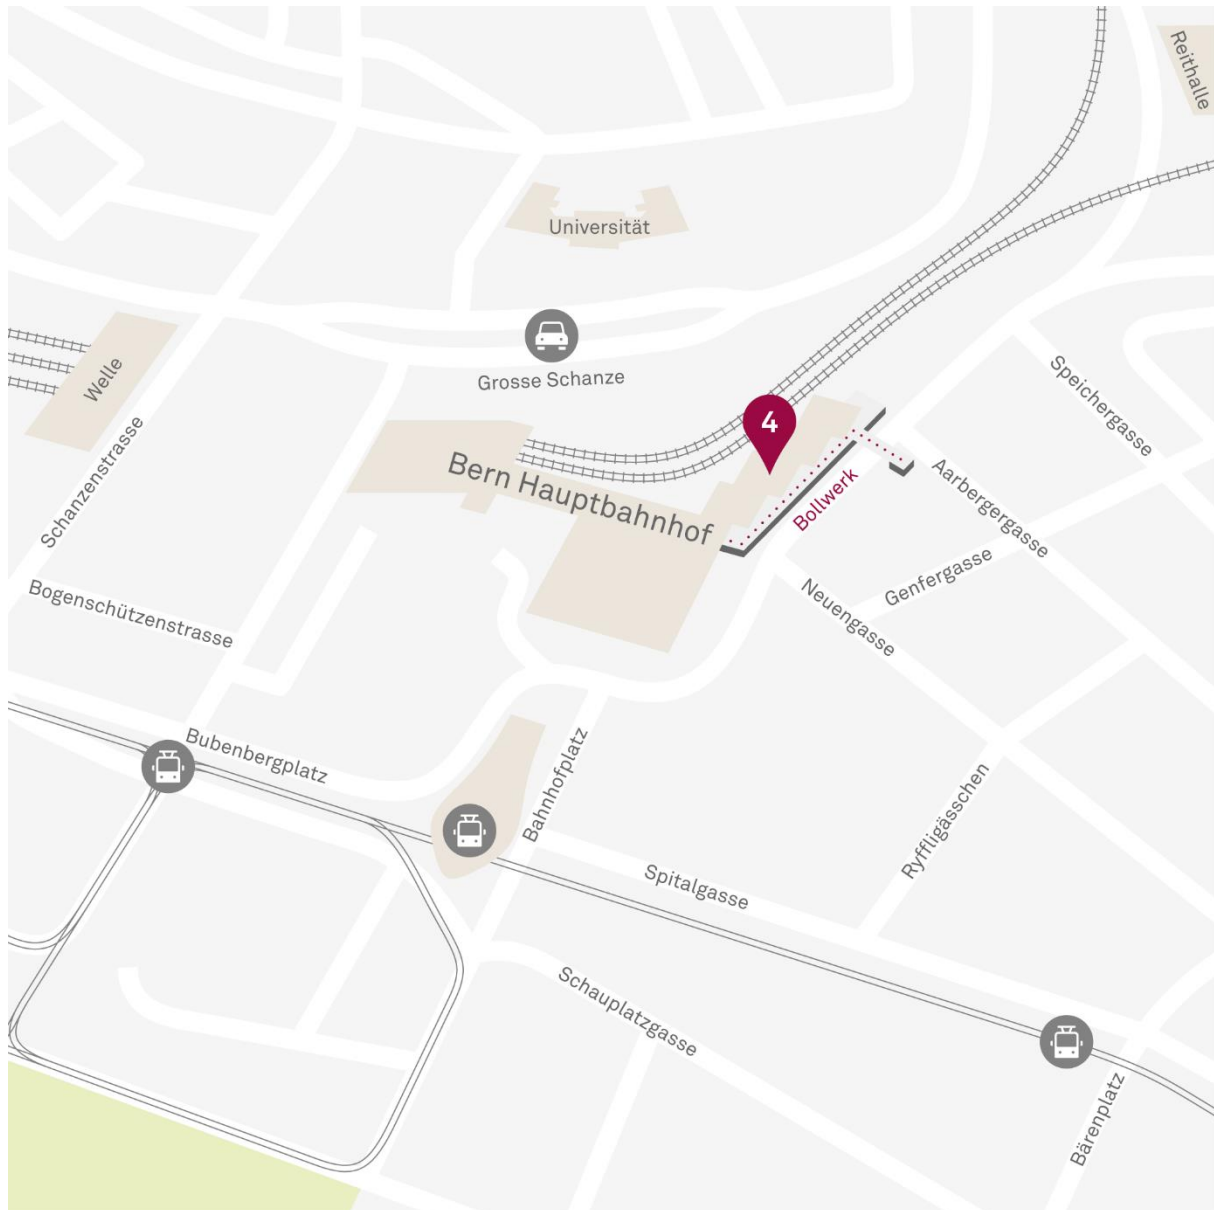 Reithalle
Universität
Grosse Schanze
Welle
Speichergasse
4
Schanzenstrasse
Bern Hauptbahnhof
Bollwerk
Aarbergergasse
Genfergasse
Neuengasse
Bogenschützenstrasse
Bubenbergplatz
Bahnhofplatz
Ryffligässchen
Spitalgasse
Schauplatzgasse
Bärenplatz